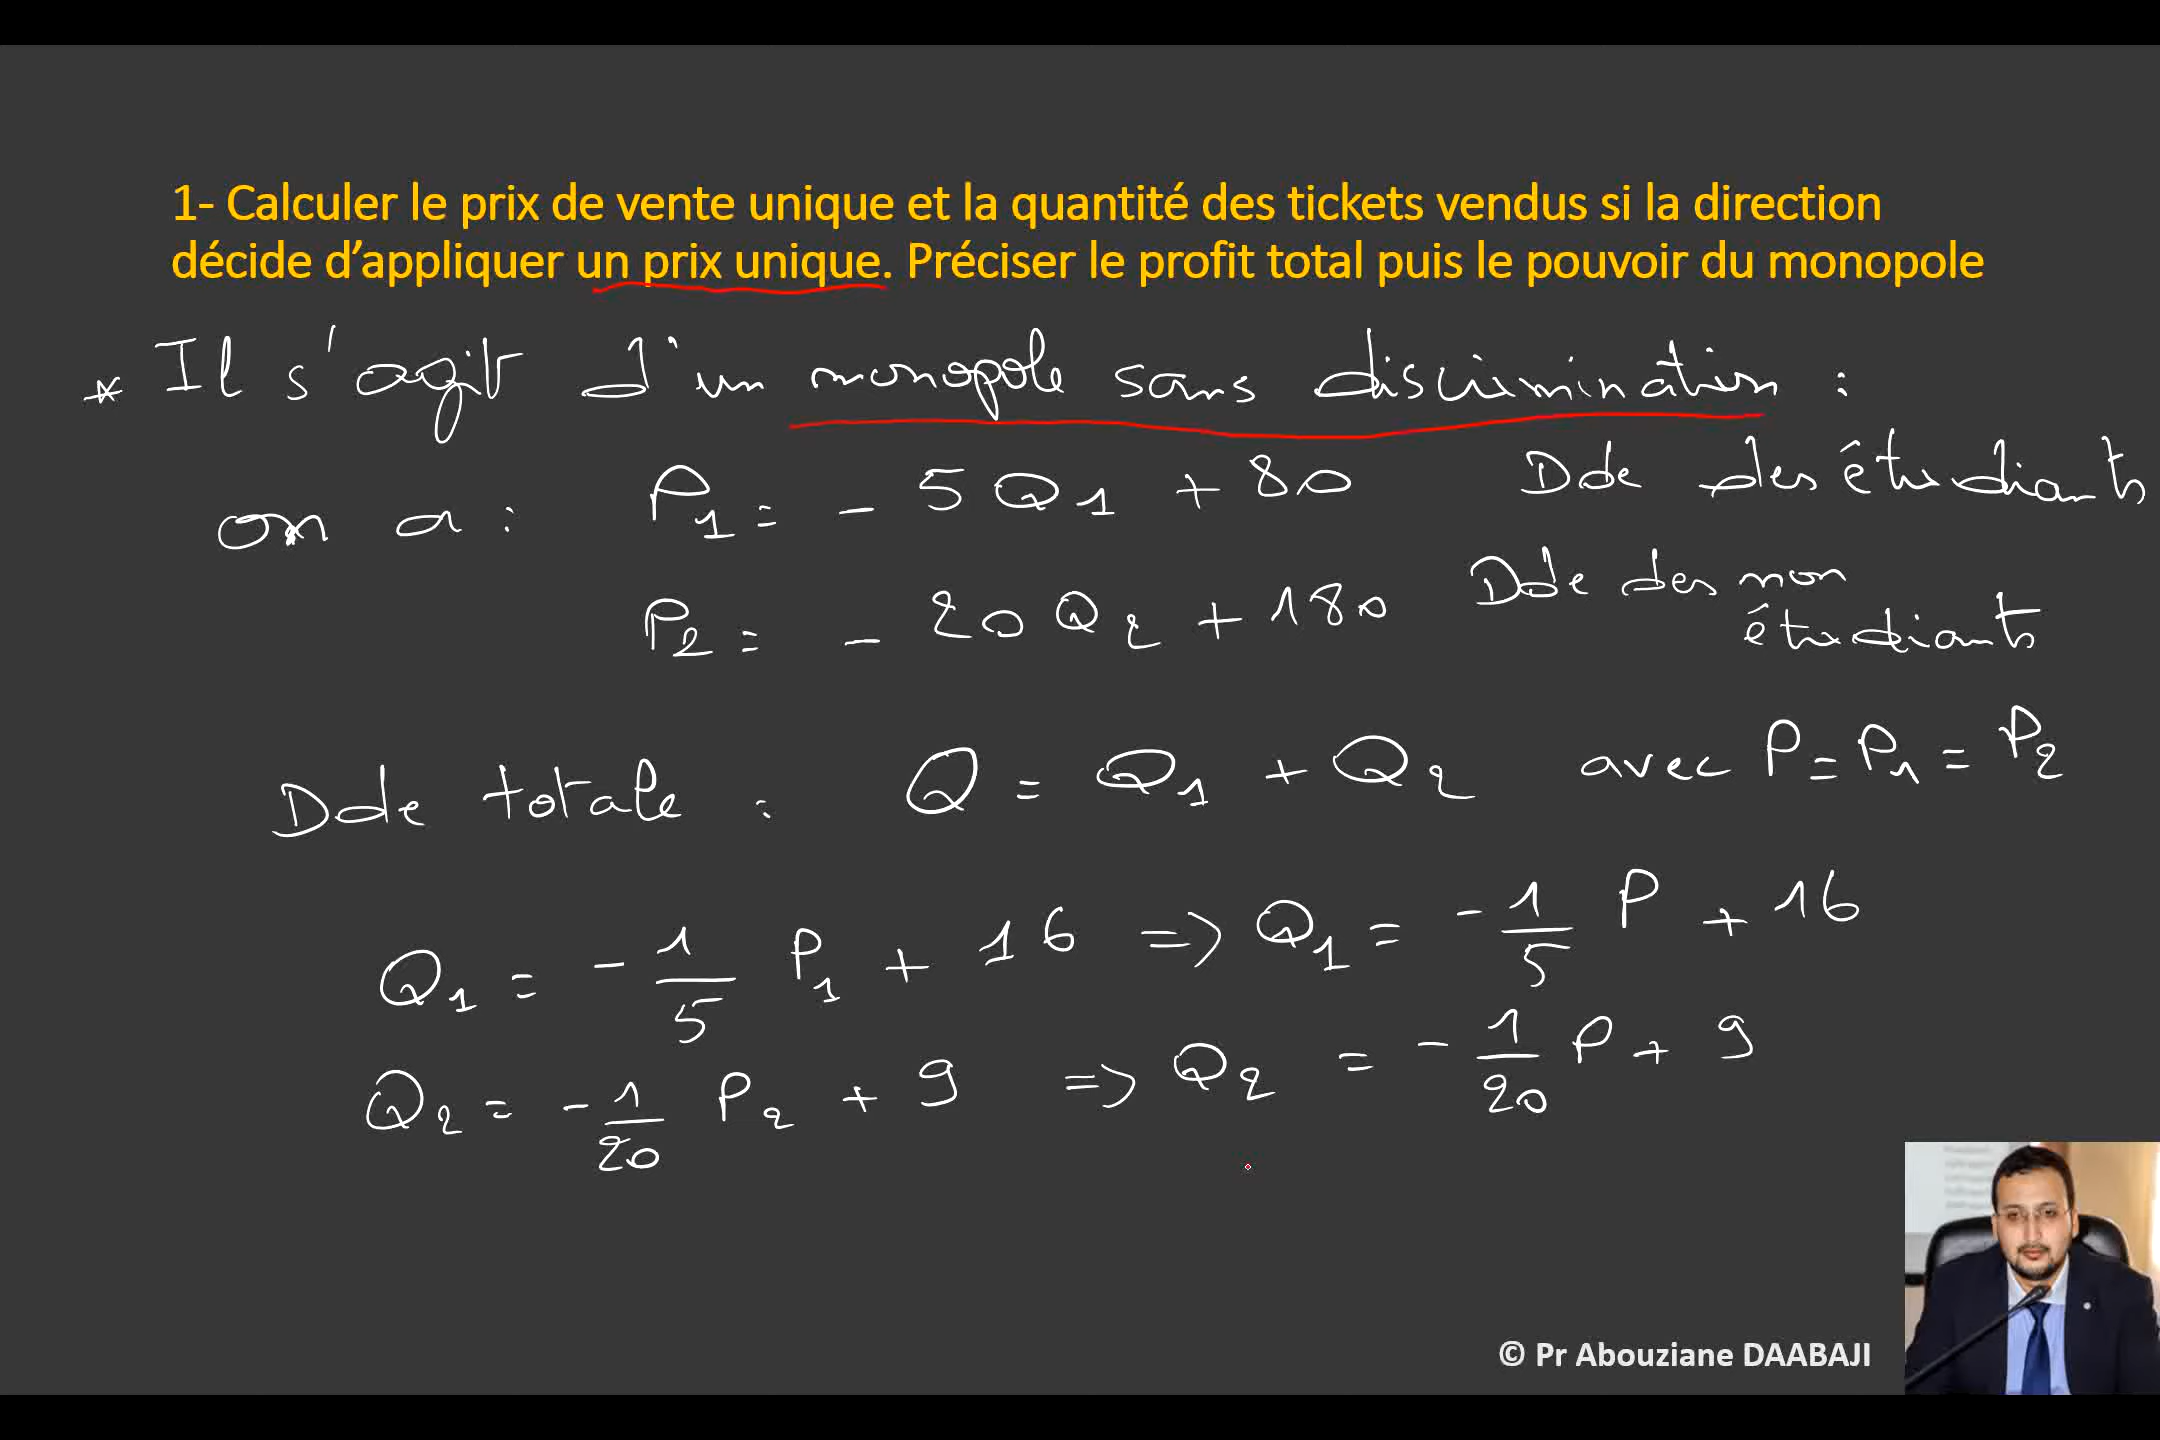 1- Calculer le prix de vente unique et la quantité des tickets vendus si la direction
décide d’appliquer un prix unique. Préciser le profit total puis le pouvoir du monopole
* Il s'agit d'un monopole sans discrimination :
on a : P1 = - 5Q1 + 80 Dde des étudiants
P2 = - 20 Q2 + 180 Dde des non
étudiants
Dde totale : Q = Q1 + Q2 avec P = P1 = P2
Q1 = - 1/5 P1 + 16 => Q1 = - 1/5 P + 16
Q2 = - 1/20 P2 + 9 => Q2 = - 1/20 P + 9
© Pr Abouziane DAABAJI